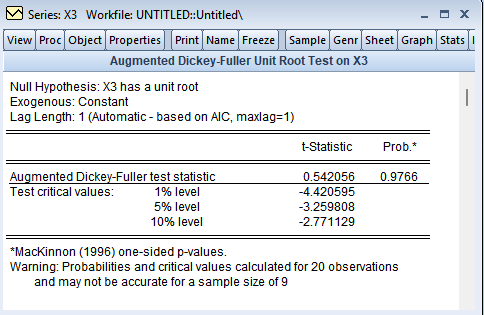 Series: X3 Workfile: UNTITLED::Untitled\
View Proc Object Properties Print Name Freeze Sample Genr Sheet Graph Stats
Augmented Dickey-Fuller Unit Root Test on X3
Null Hypothesis: X3 has a unit root
Exogenous: Constant
Lag Length: 1 (Automatic - based on AIC, maxlag=1)
t-Statistic Prob.*
Augmented Dickey-Fuller test statistic 0.542056 0.9766
Test critical values: 1% level -4.420595
5% level -3.259808
10% level -2.771129
*MacKinnon (1996) one-sided p-values.
Warning: Probabilities and critical values calculated for 20 observations
and may not be accurate for a sample size of 9